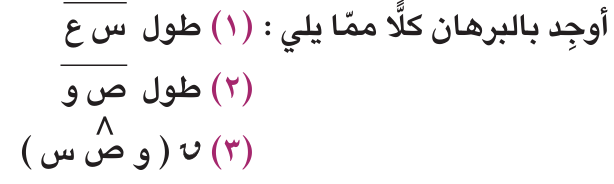 أوجِد بالبرهان كلًّا ممّا يلي : (١) طول س ع
(٢) طول ص و
(٣) ن ( و ص^ س )